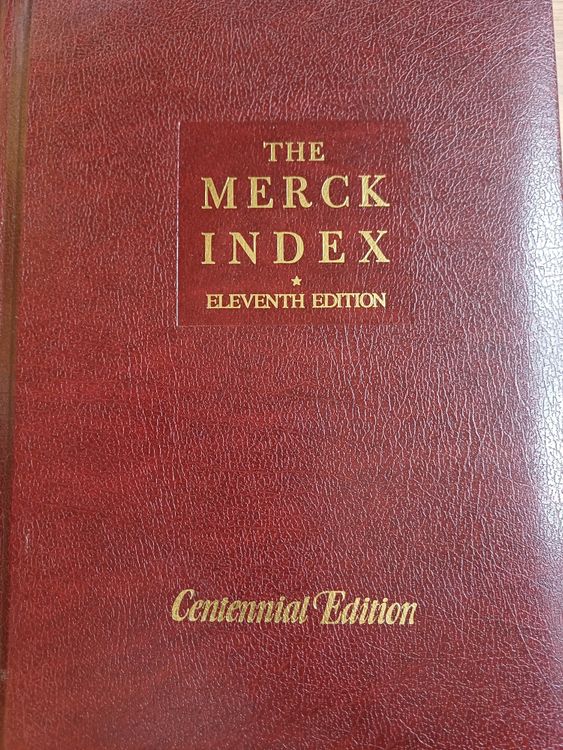 THE
MERCK
INDEX
★
ELEVENTH EDITION
Centennial Edition